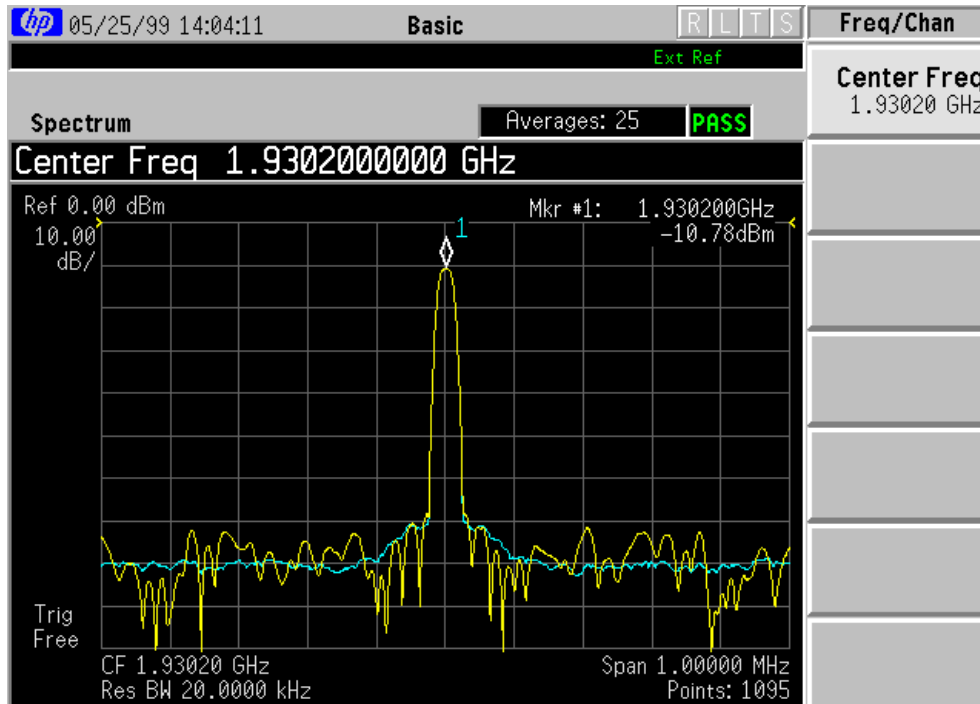 hp 05/25/99 14:04:11 Basic R L T S Freq/Chan
Ext Ref
Center Freq
1.93020 GHz
Spectrum Averages: 25 PASS
Center Freq 1.9302000000 GHz
Ref 0.00 dBm Mkr #1: 1.930200GHz
10.00 1 -10.78dBm
dB/
Trig
Free
CF 1.93020 GHz Span 1.00000 MHz
Res BW 20.0000 kHz Points: 1095